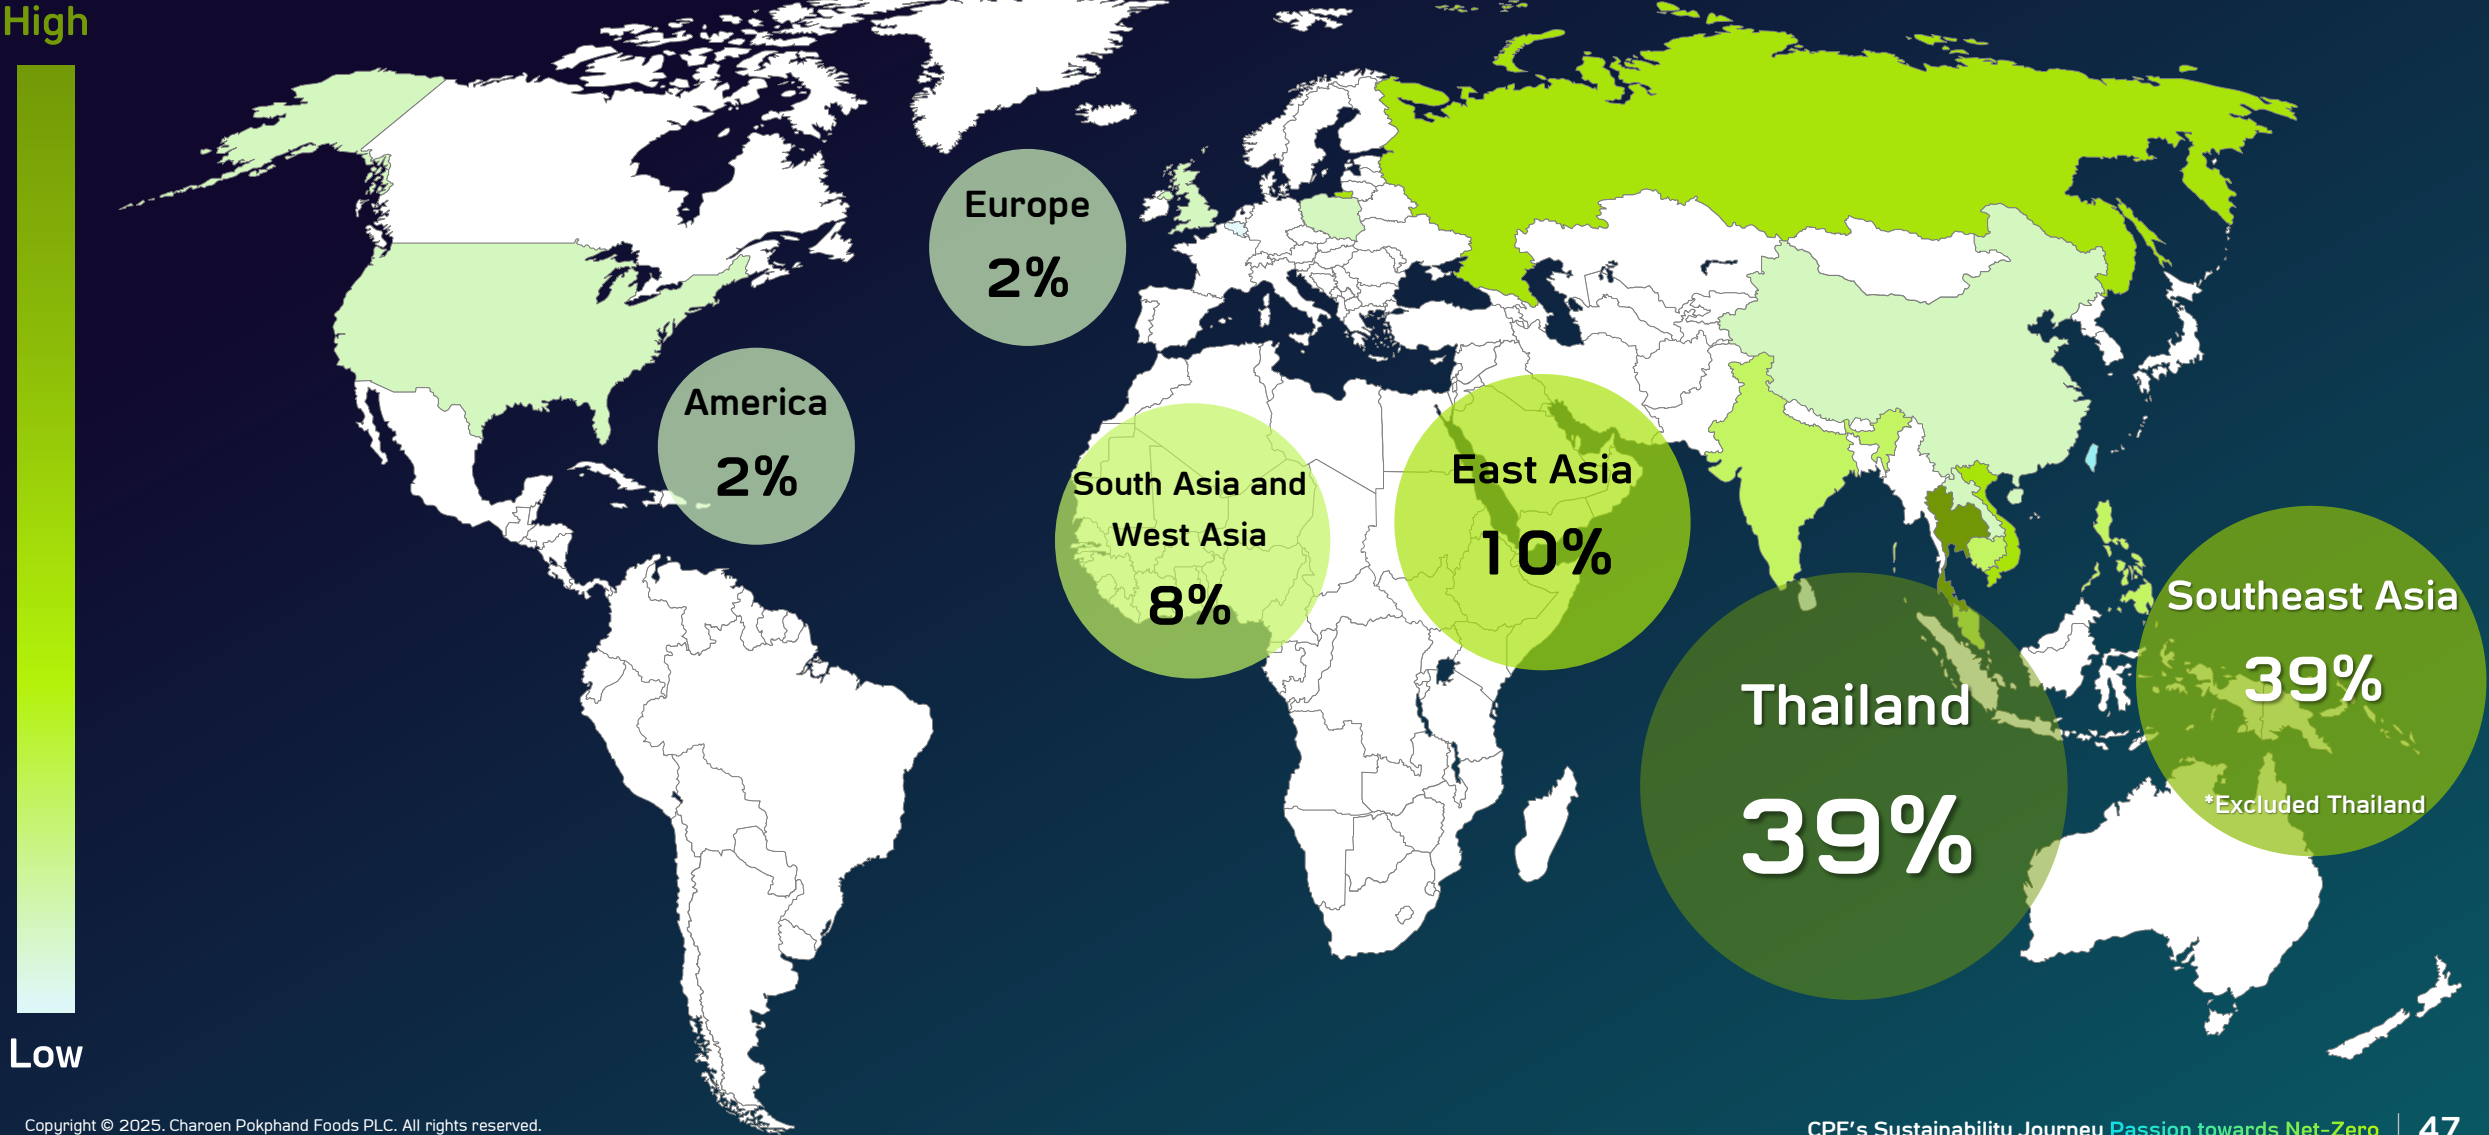 High
Low
Europe
2%
America
2%
South Asia and
West Asia
8%
East Asia
10%
Thailand
39%
Southeast Asia
39%
*Excluded Thailand
Copyright © 2025. Charoen Pokphand Foods PLC. All rights reserved.
CPF's Sustainability Journey Passion towards Net-Zero | 47